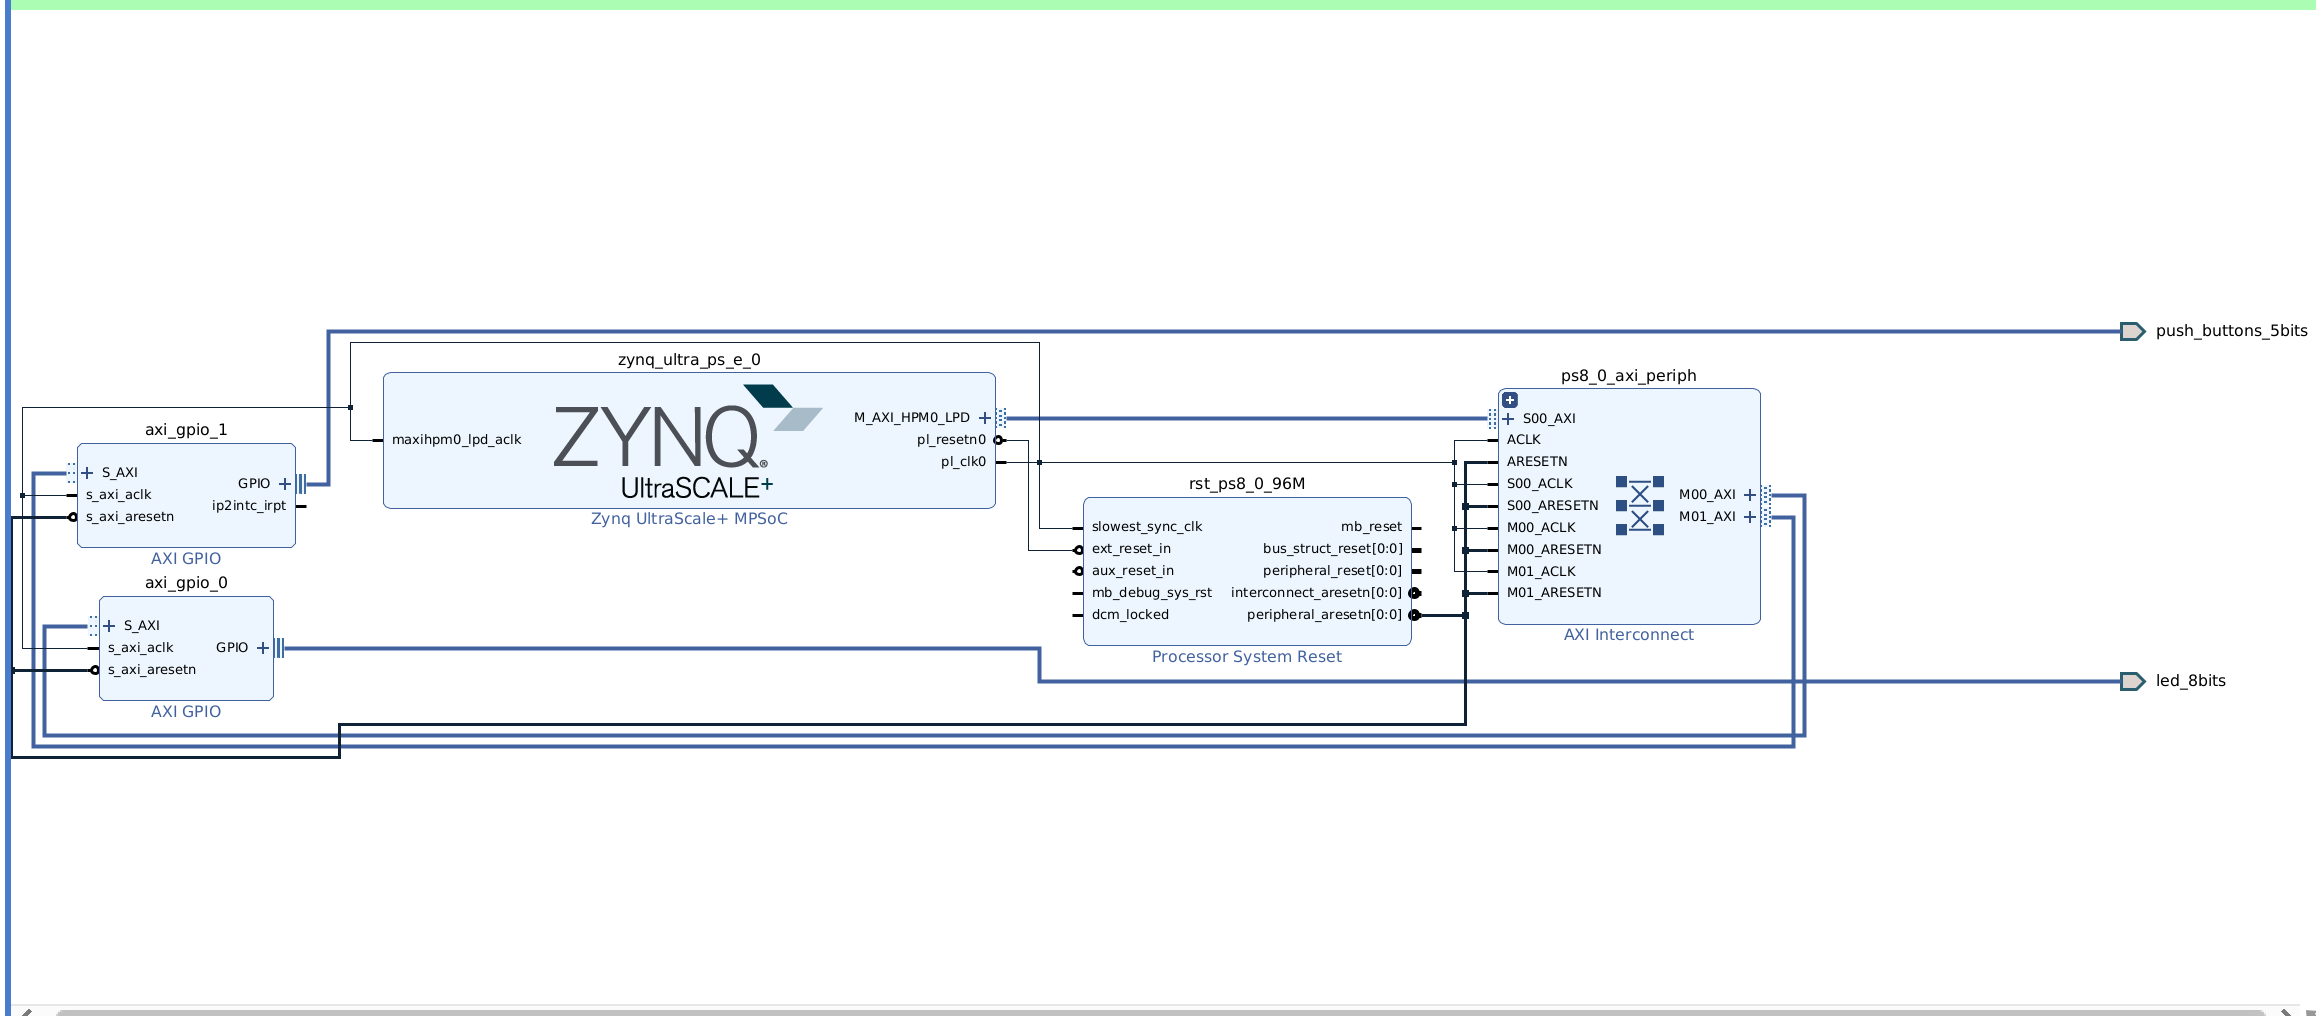 push_buttons_5bits
zynq_ultra_ps_e_0
ZYNQ®
UltraSCALE+
maxihpm0_lpd_aclk
M_AXI_HPM0_LPD
pl_resetn0
pl_clk0
Zynq UltraScale+ MPSoC
ps8_0_axi_periph
S00_AXI
ACLK
ARESETN
S00_ACLK
S00_ARESETN
M00_ACLK
M00_ARESETN
M01_ACLK
M01_ARESETN
M00_AXI
M01_AXI
AXI Interconnect
axi_gpio_1
S_AXI
s_axi_aclk
s_axi_aresetn
GPIO
ip2intc_irpt
AXI GPIO
rst_ps8_0_96M
slowest_sync_clk
ext_reset_in
aux_reset_in
mb_debug_sys_rst
dcm_locked
mb_reset
bus_struct_reset[0:0]
peripheral_reset[0:0]
interconnect_aresetn[0:0]
peripheral_aresetn[0:0]
Processor System Reset
axi_gpio_0
S_AXI
s_axi_aclk
s_axi_aresetn
GPIO
AXI GPIO
led_8bits